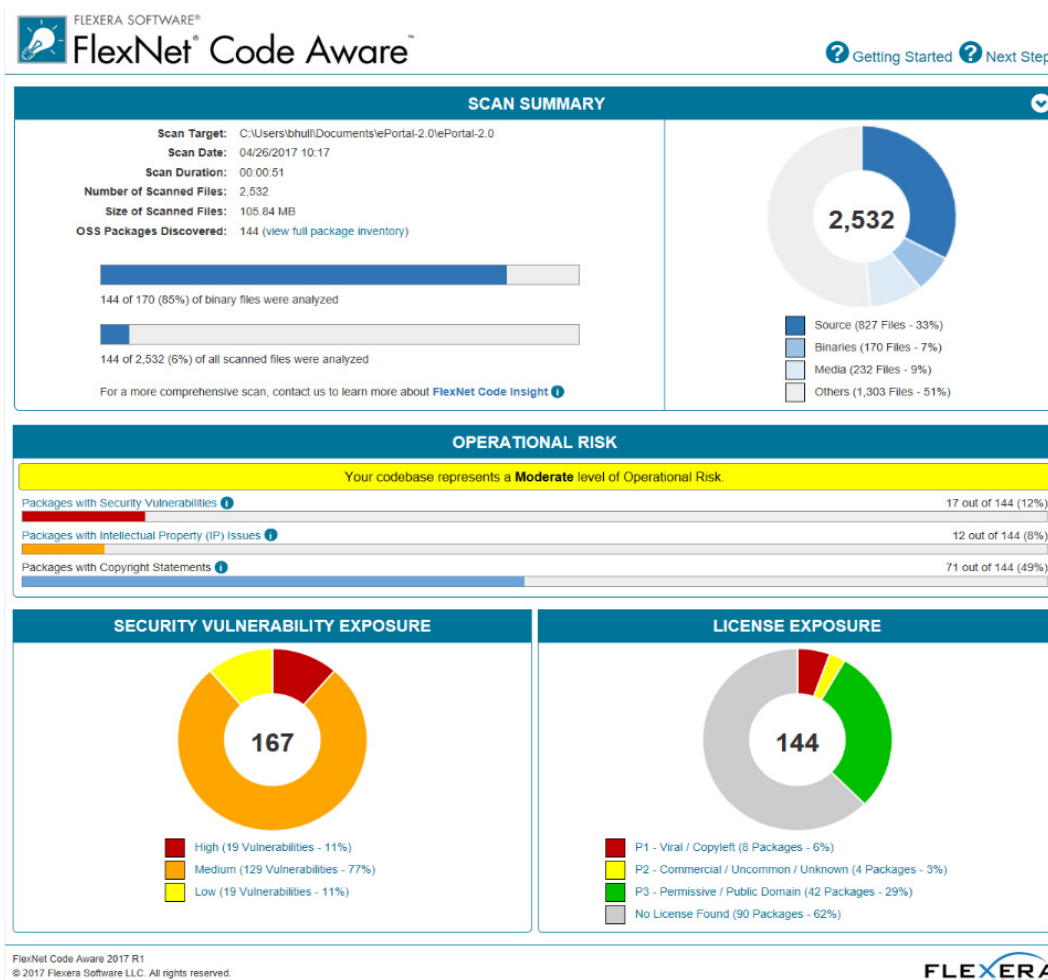 FLEXERA SOFTWARE®
FlexNet® Code Aware™
? Getting Started ? Next Step
SCAN SUMMARY
Scan Target: C:\Users\bhull\Documents\ePortal-2.0\ePortal-2.0
Scan Date: 04/26/2017 10:17
Scan Duration: 00:00:51
Number of Scanned Files: 2,532
Size of Scanned Files: 105.84 MB
OSS Packages Discovered: 144 (view full package inventory)
144 of 170 (85%) of binary files were analyzed
144 of 2,532 (6%) of all scanned files were analyzed
For a more comprehensive scan, contact us to learn more about FlexNet Code Insight i
2,532
Source (827 Files - 33%)
Binaries (170 Files - 7%)
Media (232 Files - 9%)
Others (1,303 Files - 51%)
OPERATIONAL RISK
Your codebase represents a Moderate level of Operational Risk.
Packages with Security Vulnerabilities i 17 out of 144 (12%)
Packages with Intellectual Property (IP) Issues i 12 out of 144 (8%)
Packages with Copyright Statements i 71 out of 144 (49%)
SECURITY VULNERABILITY EXPOSURE
167
High (19 Vulnerabilities - 11%)
Medium (129 Vulnerabilities - 77%)
Low (19 Vulnerabilities - 11%)
LICENSE EXPOSURE
144
P1 - Viral / Copyleft (8 Packages - 6%)
P2 - Commercial / Uncommon / Unknown (4 Packages - 3%)
P3 - Permissive / Public Domain (42 Packages - 29%)
No License Found (90 Packages - 62%)
FlexNet Code Aware 2017 R1
© 2017 Flexera Software LLC. All rights reserved.
FLEXERA